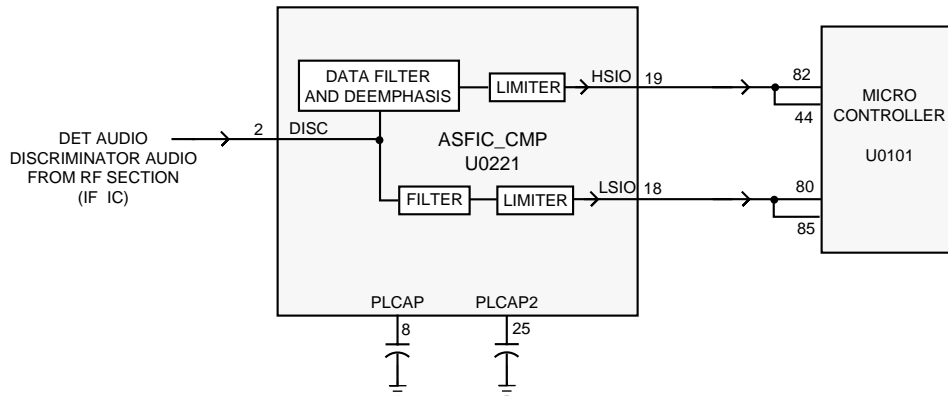 DATA FILTER
AND DEEMPHASIS
LIMITER
HSIO
19
82
44
MICRO
CONTROLLER
U0101
2
DISC
DET AUDIO
DISCRIMINATOR AUDIO
FROM RF SECTION
(IF IC)
ASFIC_CMP
U0221
FILTER
LIMITER
LSIO
18
80
85
PLCAP
8
PLCAP2
25